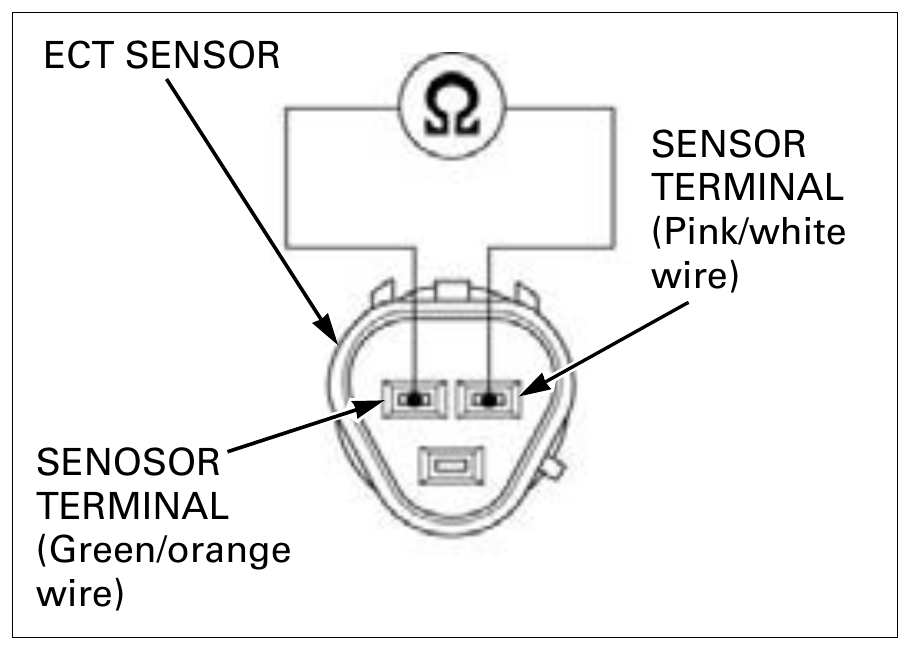 ECT SENSOR
Ω
SENSOR
TERMINAL
(Pink/white
wire)
SENOSOR
TERMINAL
(Green/orange
wire)